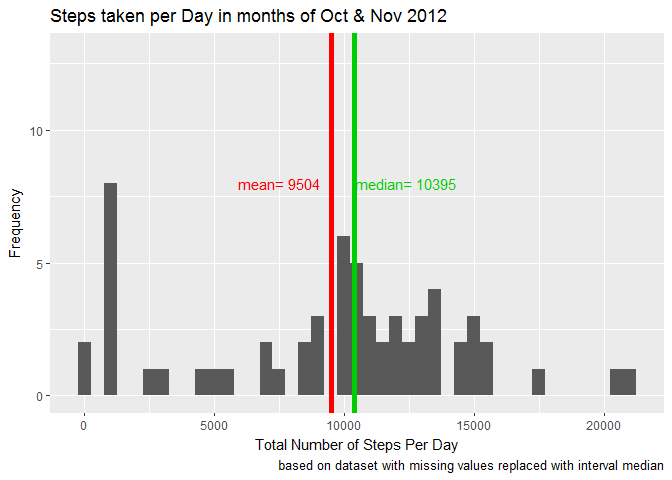 Steps taken per Day in months of Oct & Nov 2012
10
mean= 9504 median= 10395
Frequency
5
0
0 5000 10000 15000 20000
Total Number of Steps Per Day
based on dataset with missing values replaced with interval median